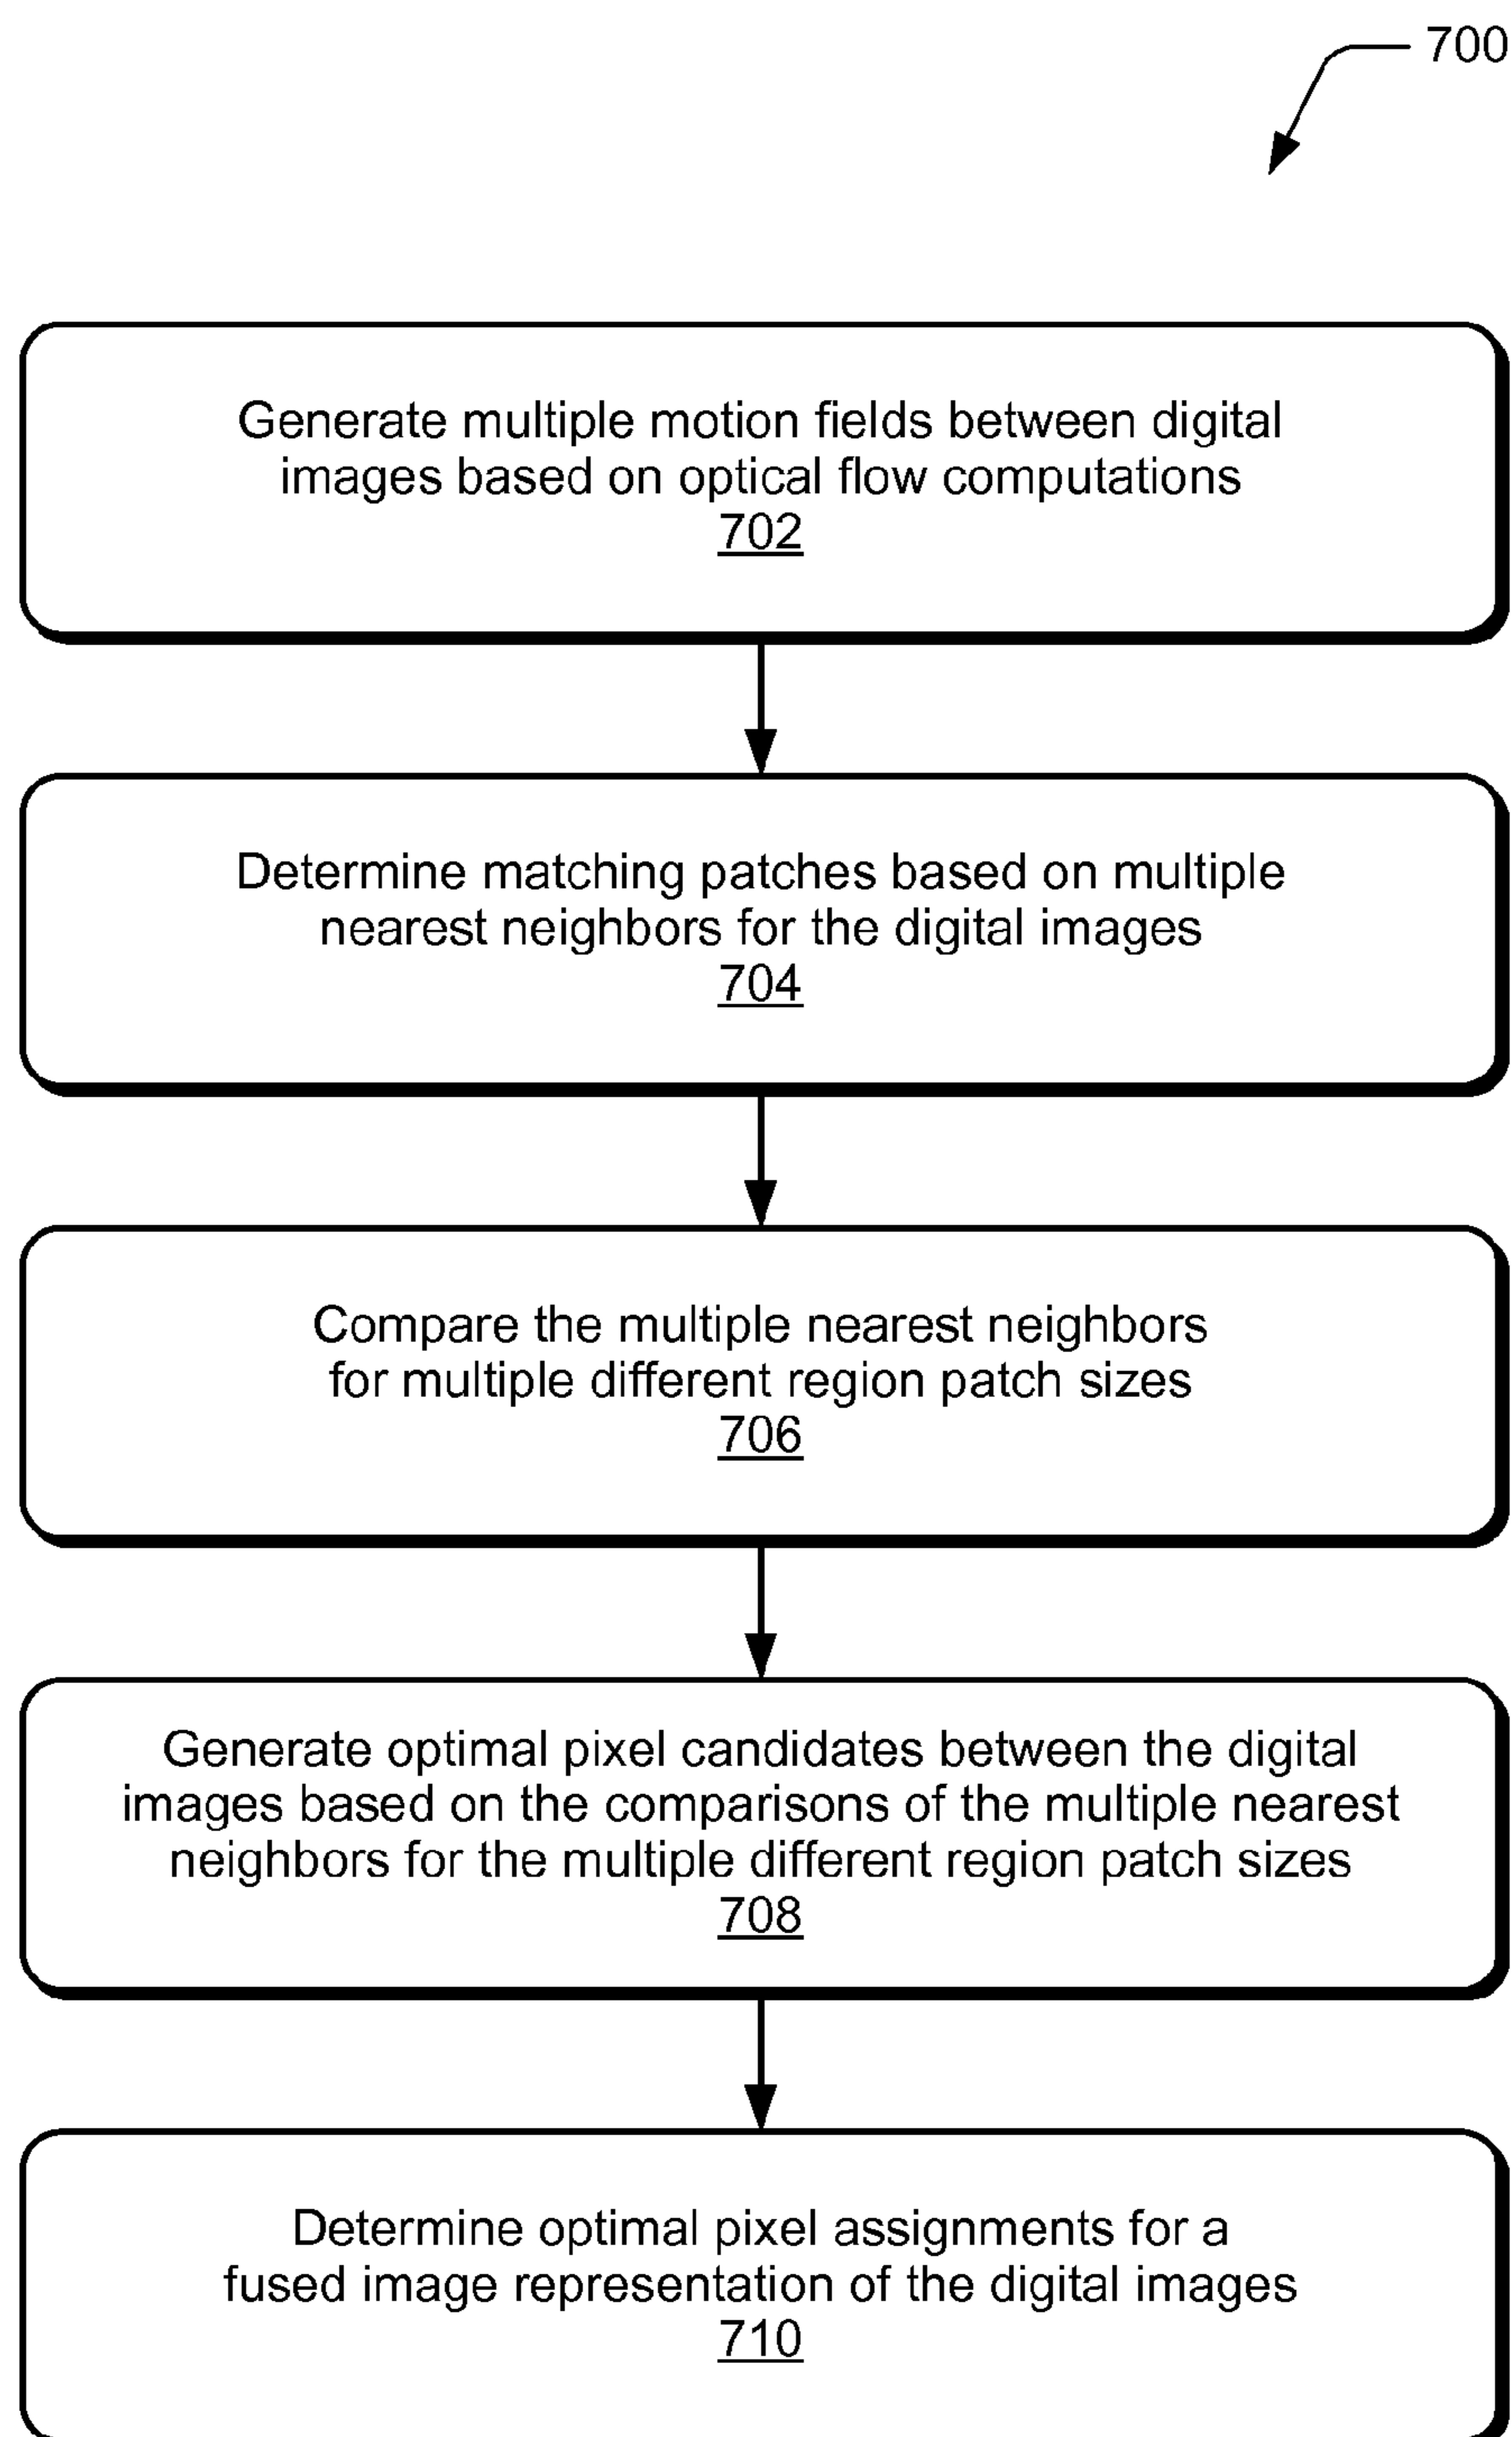 700
Generate multiple motion fields between digital
images based on optical flow computations
702
Determine matching patches based on multiple
nearest neighbors for the digital images
704
Compare the multiple nearest neighbors
for multiple different region patch sizes
706
Generate optimal pixel candidates between the digital
images based on the comparisons of the multiple nearest
neighbors for the multiple different region patch sizes
708
Determine optimal pixel assignments for a
fused image representation of the digital images
710